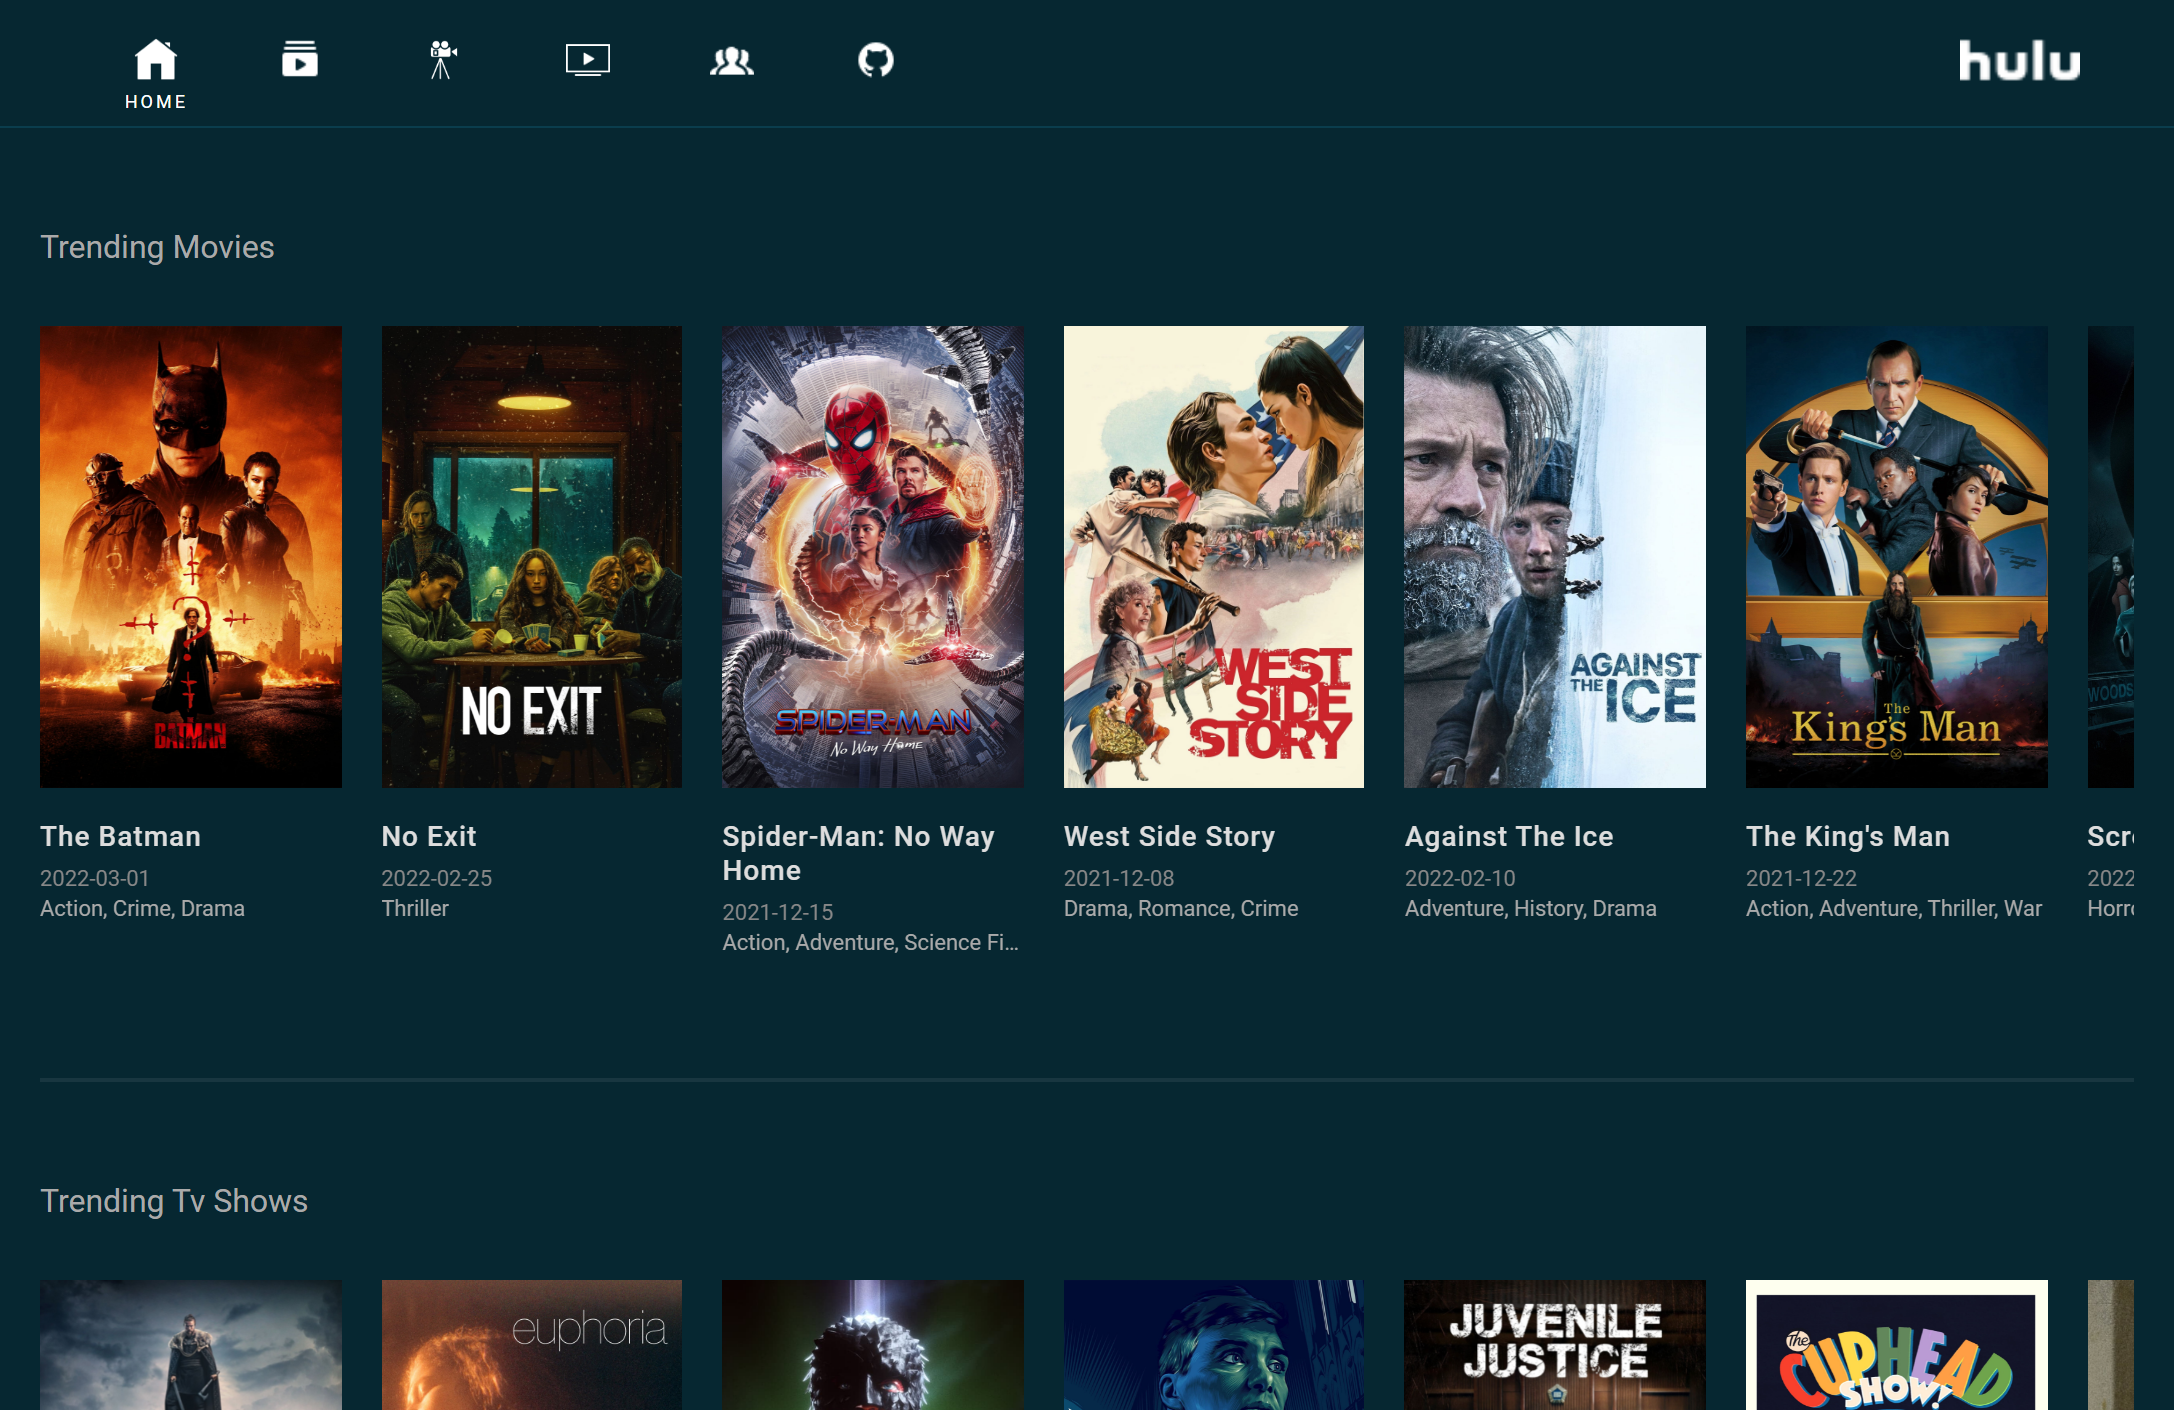 HOME
hulu
Trending Movies
BATMAN
NO EXIT
SPIDER-MAN
No Way Home
WEST
SIDE
STORY
AGAINST
THE ICE
The
King's Man
WOODS
The Batman
2022-03-01
Action, Crime, Drama
No Exit
2022-02-25
Thriller
Spider-Man: No Way
Home
2021-12-15
Action, Adventure, Science Fi...
West Side Story
2021-12-08
Drama, Romance, Crime
Against The Ice
2022-02-10
Adventure, History, Drama
The King's Man
2021-12-22
Action, Adventure, Thriller, War
Scr
2022
Horr
Trending Tv Shows
euphoria
JUVENILE
JUSTICE
The
CUPHEAD
SHOW!